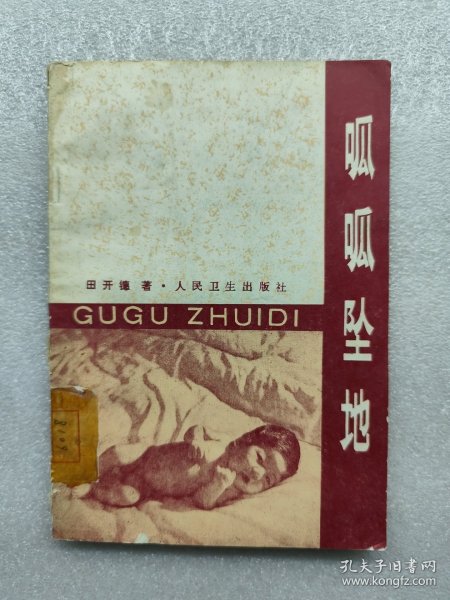 呱呱坠地
田开德 著·人民卫生出版社
GUGU ZHUIDI
孔夫子旧书网
www.kongfz.com